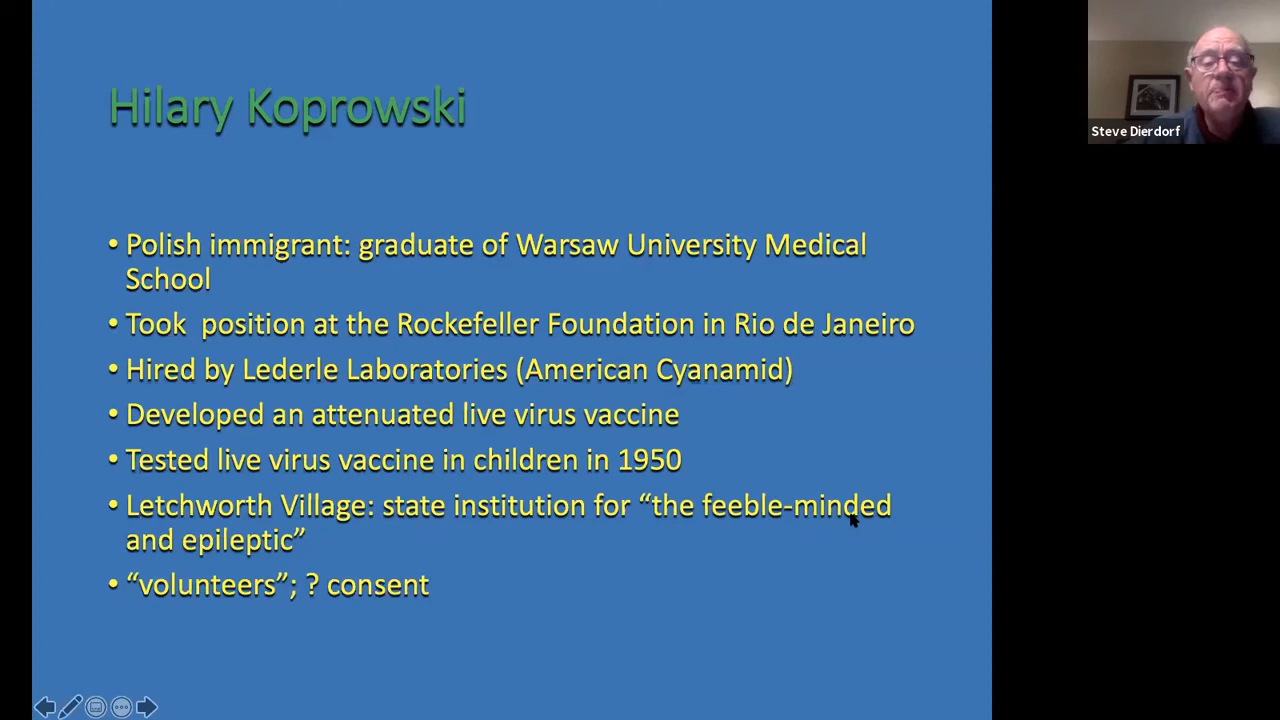 Hilary Koprowski
Steve Dierdorf
• Polish immigrant: graduate of Warsaw University Medical
School
• Took  position at the Rockefeller Foundation in Rio de Janeiro
• Hired by Lederle Laboratories (American Cyanamid)
• Developed an attenuated live virus vaccine
• Tested live virus vaccine in children in 1950
• Letchworth Village: state institution for “the feeble-minded
and epileptic”
• “volunteers”; ? consent